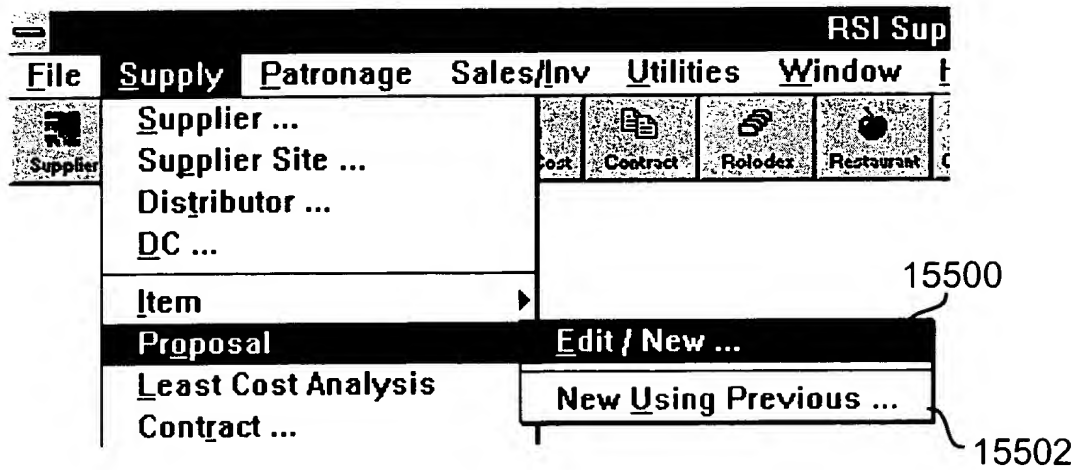 RSI Sup
File Supply Patronage Sales/Inv Utilities Window
Supplier Cost Contract Rolodex Restaurant
Supplier ...
Supplier Site ...
Distributor ...
DC ...
Item
Proposal
Least Cost Analysis
Contract ...
15500
Edit / New ...
New Using Previous ...
15502